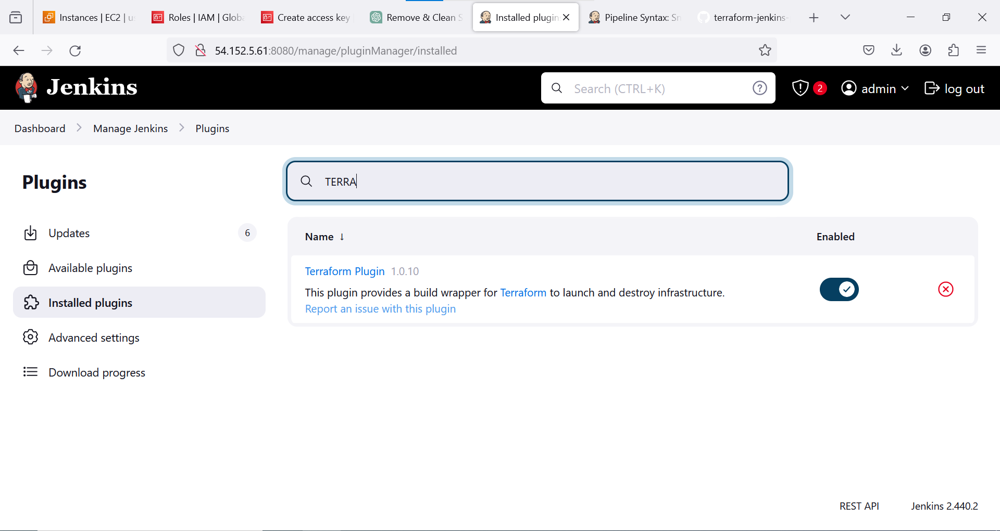 Instances | EC2 | us
Roles | IAM | Globa
Create access key
Remove & Clean S
Installed plugin
Pipeline Syntax: Sn
terraform-jenkins-
54.152.5.61:8080/manage/pluginManager/installed
Jenkins
Search (CTRL+K)
2
admin
log out
Dashboard
Manage Jenkins
Plugins
Plugins
TERRA
Updates
6
Available plugins
Installed plugins
Advanced settings
Download progress
Name ↓
Enabled
Terraform Plugin 1.0.10
This plugin provides a build wrapper for Terraform to launch and destroy infrastructure.
Report an issue with this plugin
REST API
Jenkins 2.440.2